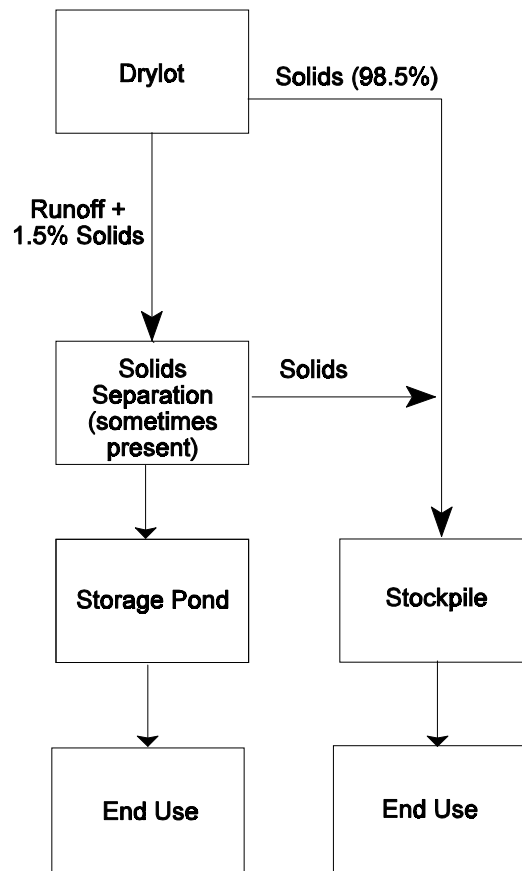 Drylot
Solids (98.5%)
Runoff +
1.5% Solids
Solids
Separation
(sometimes
present)
Solids
Storage Pond
Stockpile
End Use
End Use